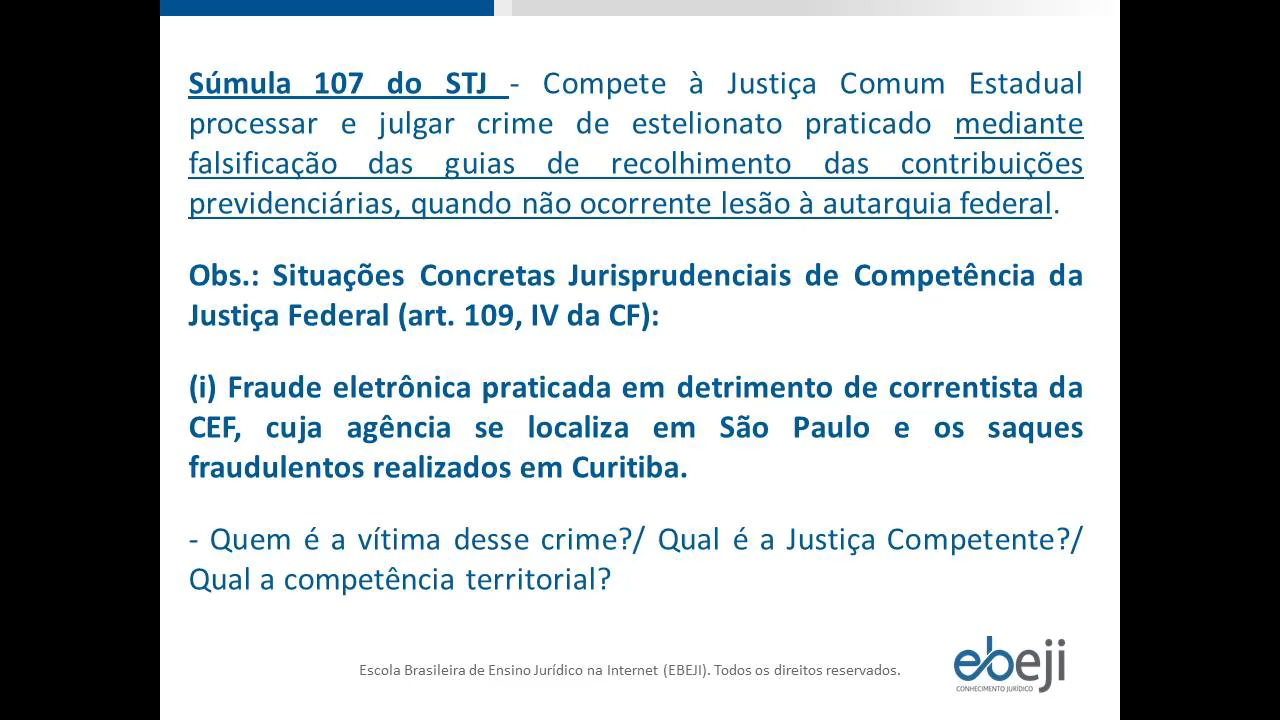 Súmula 107 do STJ - Compete à Justiça Comum Estadual
processar e julgar crime de estelionato praticado mediante
falsificação das guias de recolhimento das contribuições
previdenciárias, quando não ocorrente lesão à autarquia federal.
Obs.: Situações Concretas Jurisprudenciais de Competência da
Justiça Federal (art. 109, IV da CF):
(i) Fraude eletrônica praticada em detrimento de correntista da
CEF, cuja agência se localiza em São Paulo e os saques
fraudulentos realizados em Curitiba.
- Quem é a vítima desse crime?/ Qual é a Justiça Competente?/
Qual a competência territorial?
Escola Brasileira de Ensino Jurídico na Internet (EBEJI). Todos os direitos reservados.
ebeji
CONHECIMENTO JURÍDICO